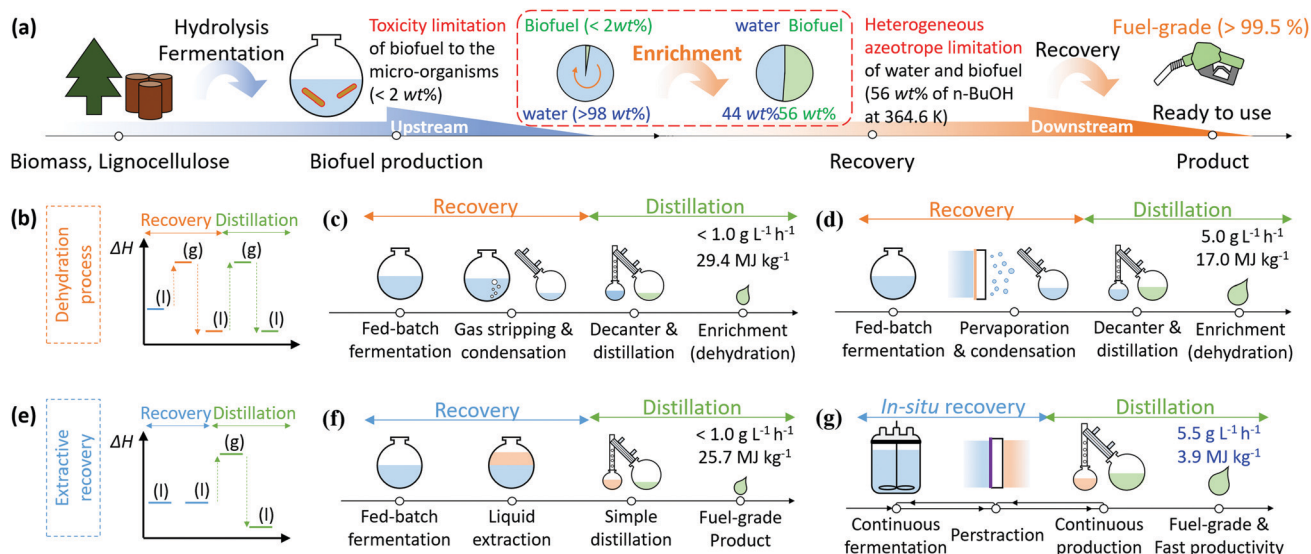 (a)
Hydrolysis
Fermentation
Toxicity limitation
of biofuel to the
micro-organisms
(< 2 wt%)
Biofuel (< 2wt%)
water (>98 wt%)
Enrichment
water Biofuel
44 wt% 56 wt%
Heterogeneous
azeotrope limitation
of water and biofuel
(56 wt% of n-BuOH
at 364.6 K)
Recovery
Fuel-grade (> 99.5 %)
Ready to use
Upstream
Downstream
Biomass, Lignocellulose
Biofuel production
Recovery
Product
(b)
Dehydration
process
Recovery Distillation
ΔH
(l)
(g)
(l)
(g)
(l)
(c)
Recovery
Distillation
< 1.0 g L⁻¹ h⁻¹
29.4 MJ kg⁻¹
Fed-batch
fermentation
Gas stripping &
condensation
Decanter &
distillation
Enrichment
(dehydration)
(d)
Recovery
Distillation
5.0 g L⁻¹ h⁻¹
17.0 MJ kg⁻¹
Fed-batch
fermentation
Pervaporation
& condensation
Decanter &
distillation
Enrichment
(dehydration)
(e)
Extractive
recovery
Recovery Distillation
ΔH
(l)
(l)
(g)
(l)
(f)
Recovery
Distillation
< 1.0 g L⁻¹ h⁻¹
25.7 MJ kg⁻¹
Fed-batch
fermentation
Liquid
extraction
Simple
distillation
Fuel-grade
Product
(g)
In-situ recovery
Distillation
5.5 g L⁻¹ h⁻¹
3.9 MJ kg⁻¹
Continuous
fermentation
Perstraction
Continuous
production
Fuel-grade &
Fast productivity